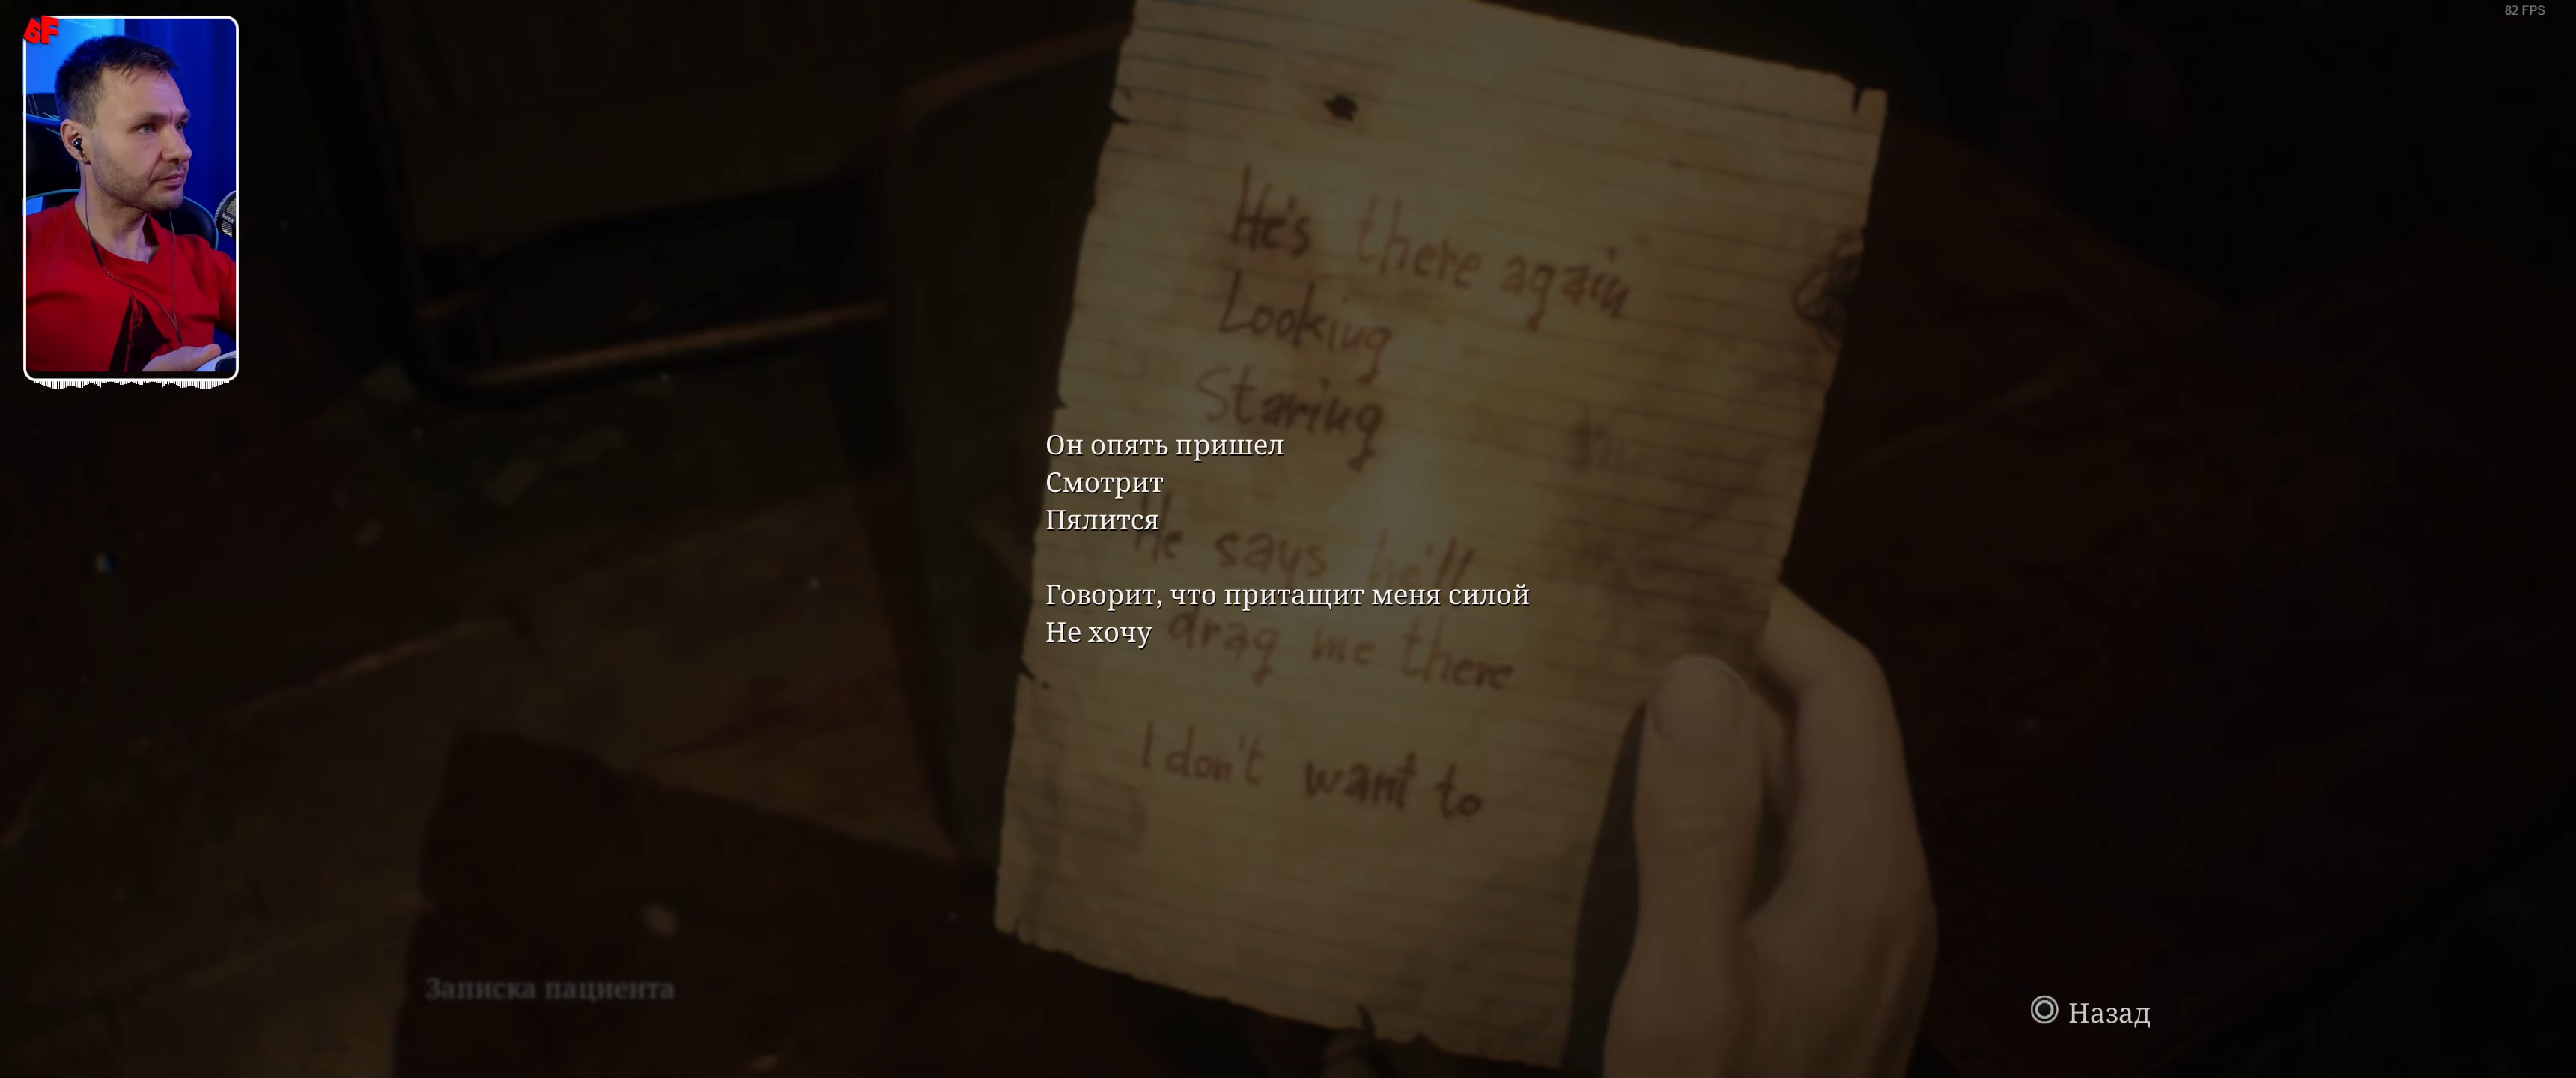 6F
82 FPS
He's there again
Looking
Staring
Он опять пришел
Смотрит
Пялится
He says he'll
Говорит, что притащит меня силой
Не хочу
drag me there
I don't want to
Записка пациента
Назад